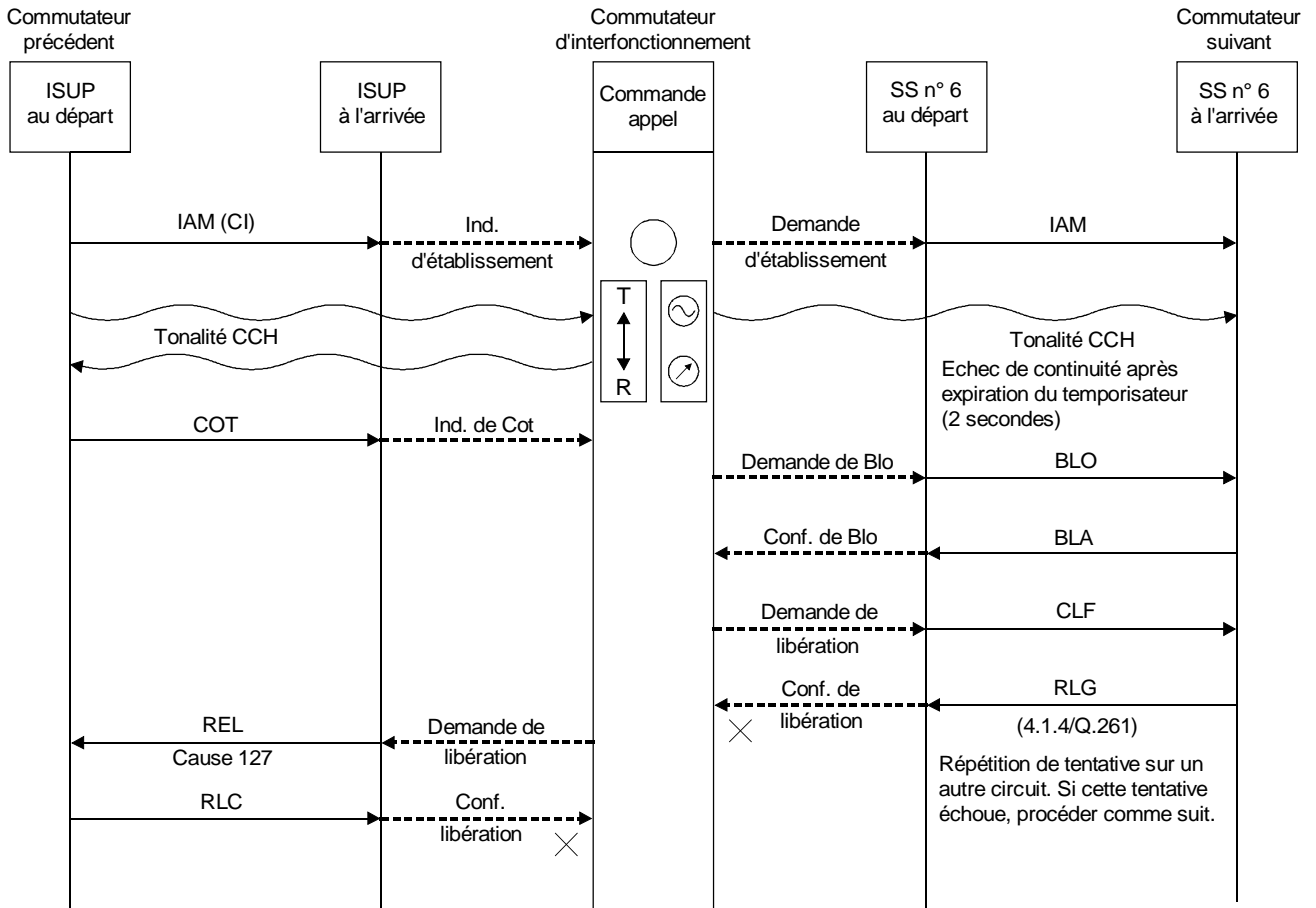 Commutateur
précédent
Commutateur
d'interfonctionnement
Commutateur
suivant
ISUP
au départ
ISUP
à l'arrivée
Commande
appel
SS n° 6
au départ
SS n° 6
à l'arrivée
IAM (CI)
Ind.
d'établissement
Demande
d'établissement
IAM
T
R
Tonalité CCH
Tonalité CCH
Echec de continuité après
expiration du temporisateur
(2 secondes)
COT
Ind. de Cot
Demande de Blo
BLO
Conf. de Blo
BLA
Demande de
libération
CLF
Conf. de
libération
RLG
(4.1.4/Q.261)
REL
Cause 127
Demande de
libération
Répétition de tentative sur un
autre circuit. Si cette tentative
échoue, procéder comme suit.
RLC
Conf.
libération